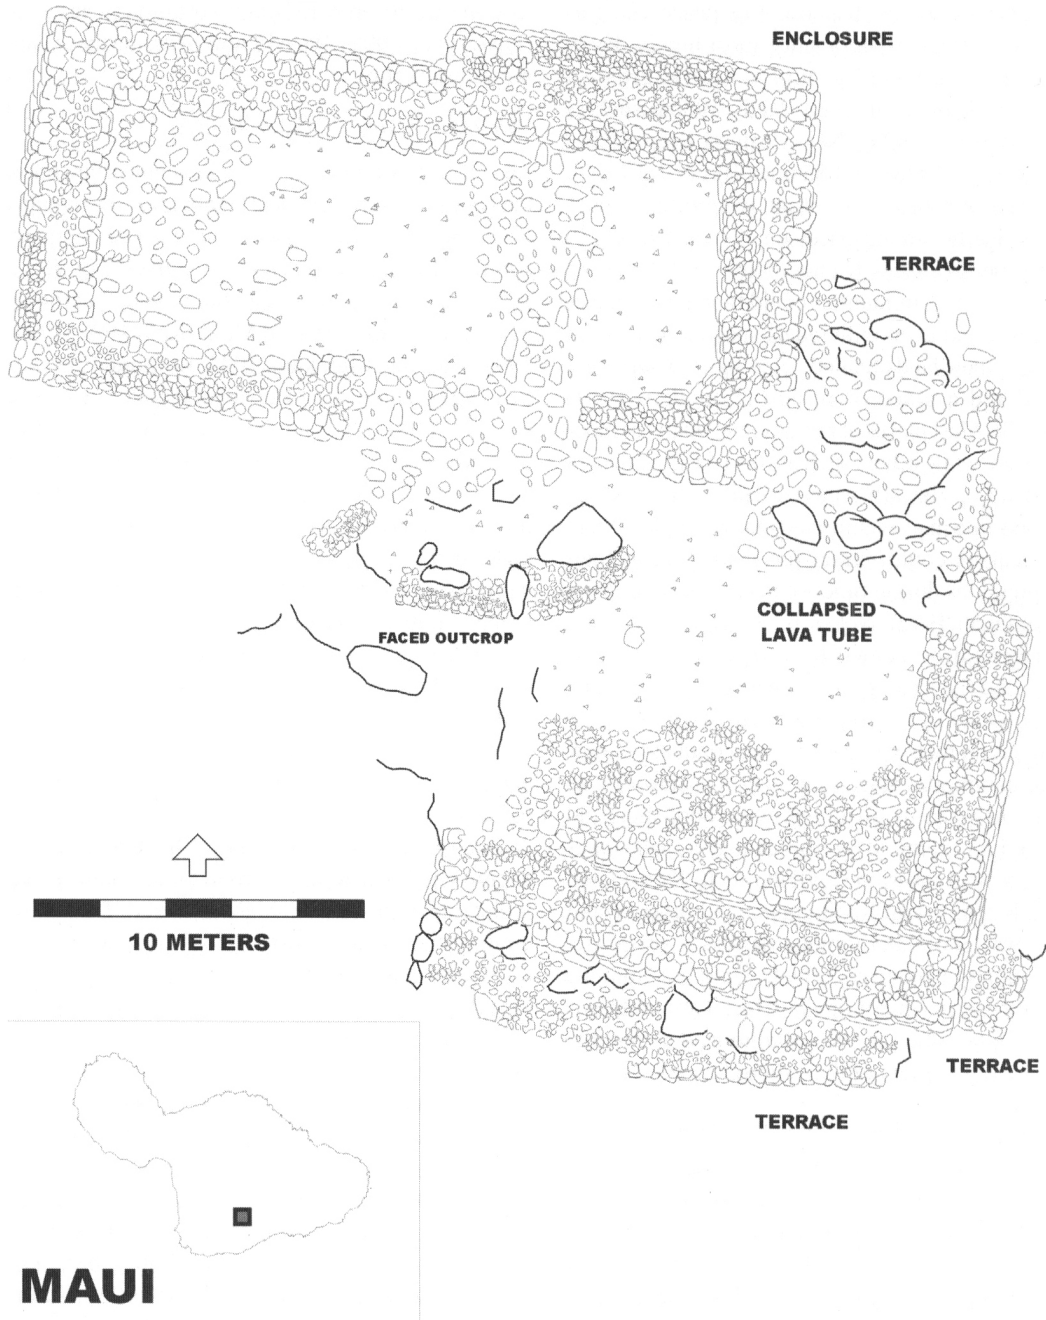 ENCLOSURE
TERRACE
COLLAPSED
LAVA TUBE
FACED OUTCROP
10 METERS
TERRACE
TERRACE
MAUI